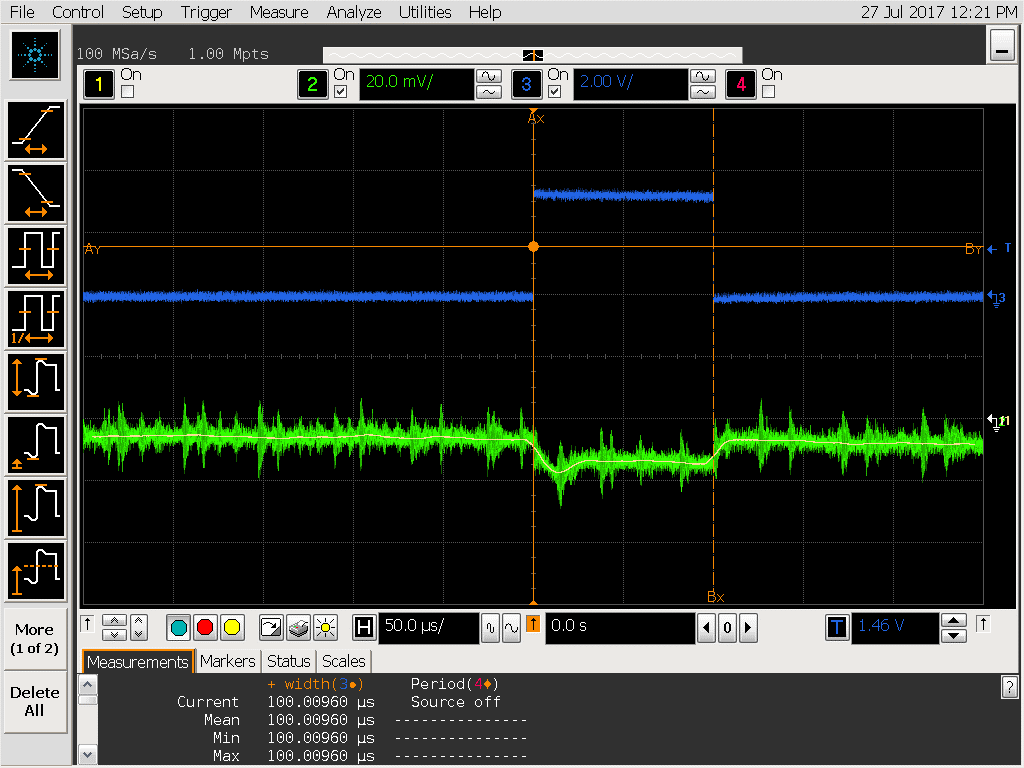 File Control Setup Trigger Measure Analyze Utilities Help 27 Jul 2017 12:21 PM
100 MSa/s 1.00 Mpts
1 On 2 On 20.0 mV/ 3 On 2.00 V/ 4 On
Ax
AY BY T
3
1/
Bx
H 50.0 µs/ 0.0 s 0 T 1.46 V
More
(1 of 2)
Delete
All
Measurements Markers Status Scales
+ width(3) Period(4) ?
Current 100.00960 µs Source off
Mean 100.00960 µs ---------------
Min 100.00960 µs ---------------
Max 100.00960 µs ---------------